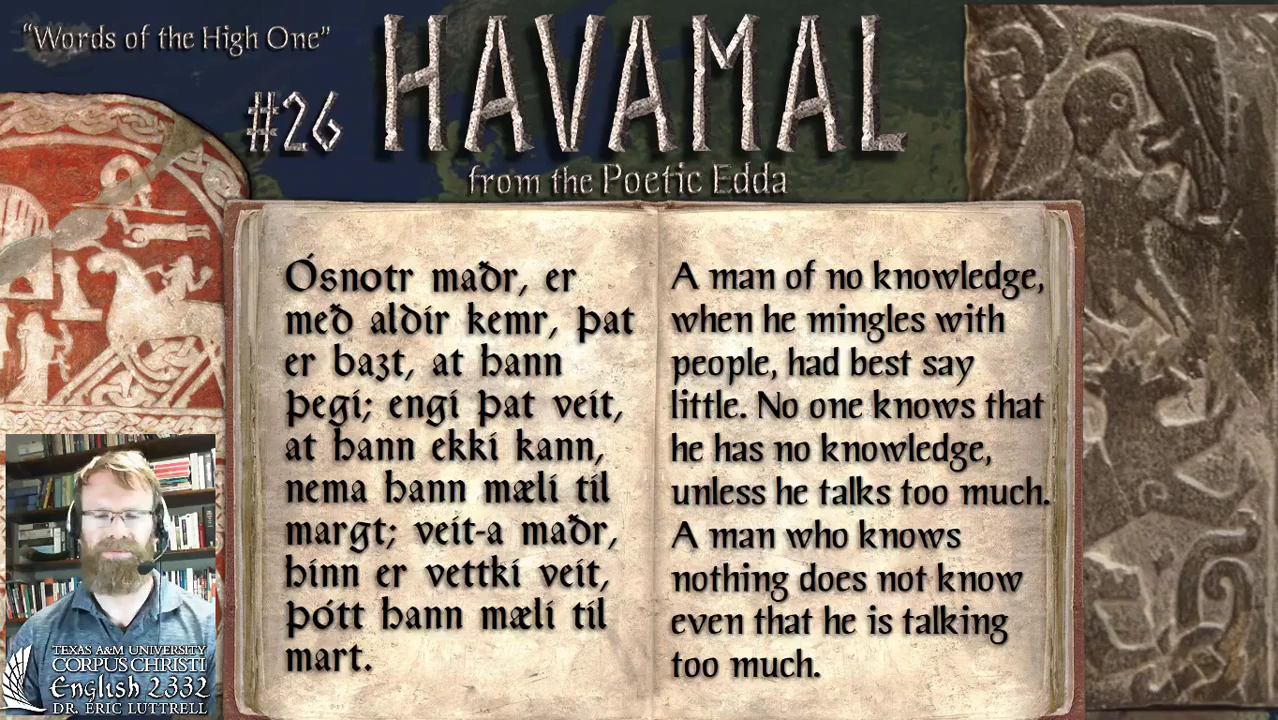 "Words of the High One"
HAVAMAL
#26
from the Poetic Edda
Ósnotr maðr, er
með aldir kemr, þat
er bazt, at hann
þegi; engi þat veit,
at hann ekki kann,
nema hann mæli til
margt; veit-a maðr,
hinn er vettki veit,
þótt hann mæli til
mart.
A man of no knowledge,
when he mingles with
people, had best say
little. No one knows that
he has no knowledge,
unless he talks too much.
A man who knows
nothing does not know
even that he is talking
too much.
TEXAS A&M UNIVERSITY
CORPUS CHRISTI
English 2332
DR. ERIC LUTTRELL